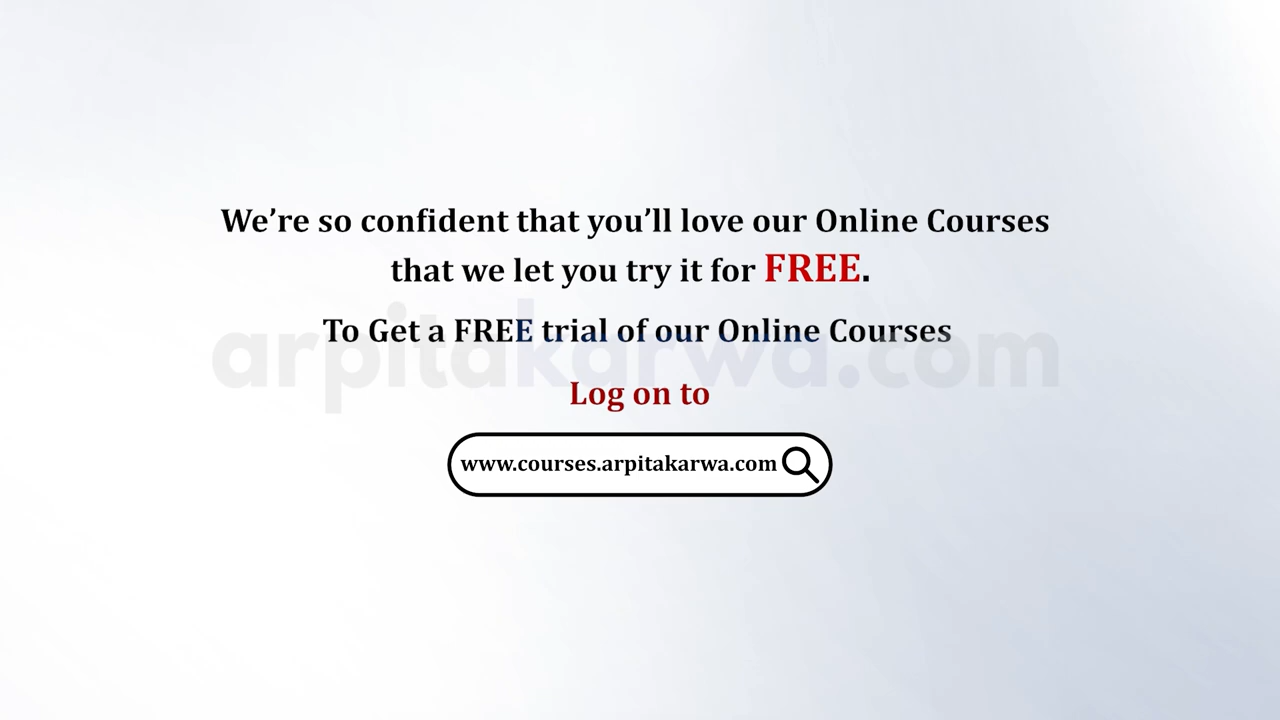 We're so confident that you'll love our Online Courses
that we let you try it for FREE.
To Get a FREE trial of our Online Courses
arpitakarwa.com
Log on to
www.courses.arpitakarwa.com